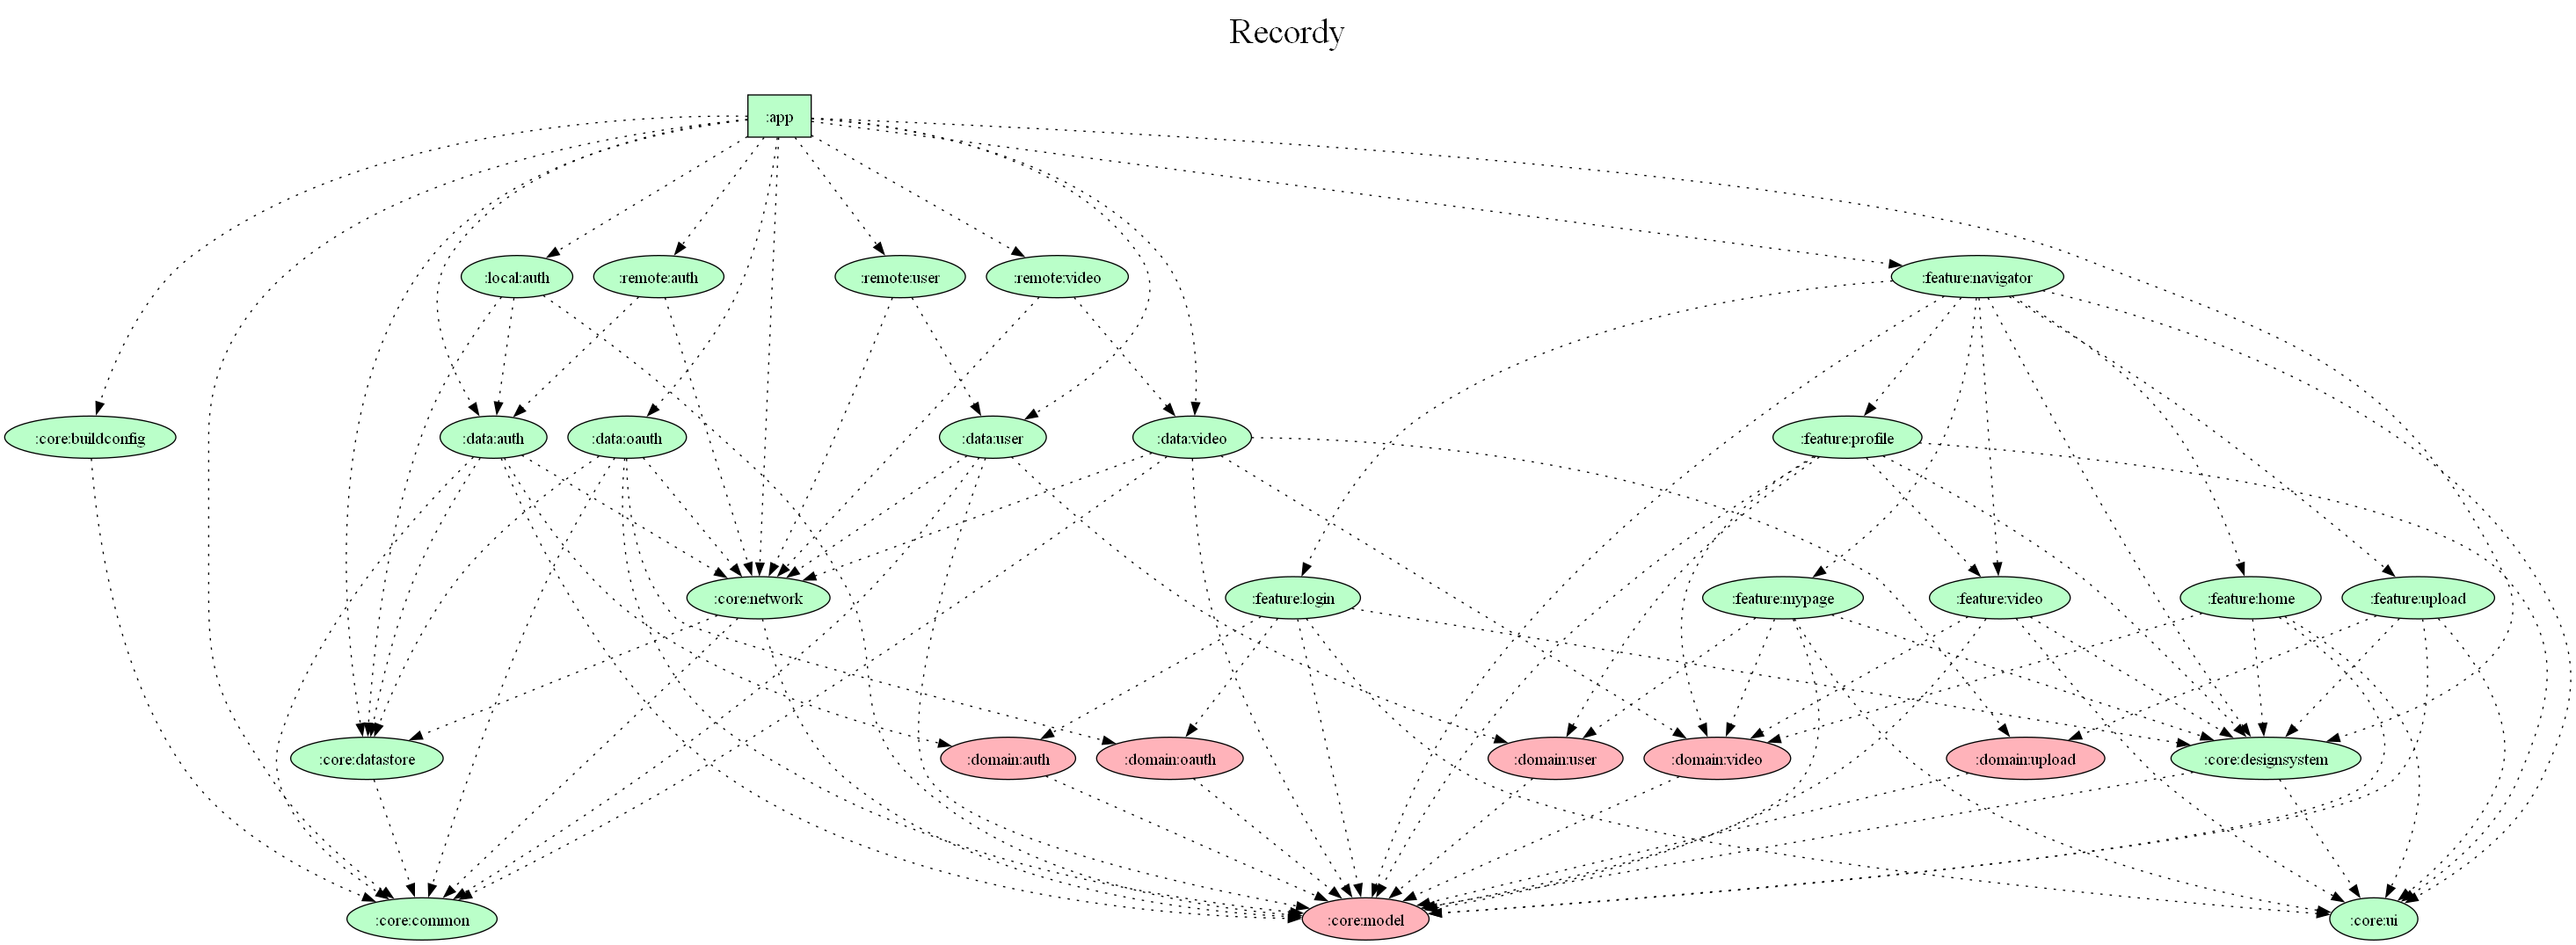 Recordy
:app
:local:auth
:remote:auth
:remote:user
:remote:video
:feature:navigator
:core:buildconfig
:data:auth
:data:oauth
:data:user
:data:video
:feature:profile
:core:network
:feature:login
:feature:mypage
:feature:video
:feature:home
:feature:upload
:core:datastore
:domain:auth
:domain:oauth
:domain:user
:domain:video
:domain:upload
:core:designsystem
:core:common
:core:model
:core:ui